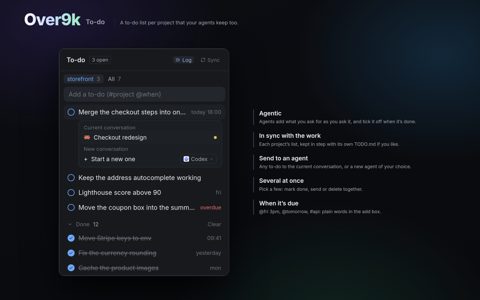 Over9k To-do A to-do list per project that your agents keep too.
To-do 3 open Log Sync
storefront 3 All 7
Add a to-do (#project @when)
Merge the checkout steps into on... today 18:00
Current conversation
Checkout redesign
New conversation
+ Start a new one Codex
Keep the address autocomplete working
Lighthouse score above 90 fri
Move the coupon box into the summ... overdue
Done 12 Clear
Move Stripe keys to env 09:41
Fix the currency rounding yesterday
Cache the product images mon
Agentic
Agents add what you ask for as you ask it, and tick it off when it's done.
In sync with the work
Each project's list, kept in step with its own TODO.md if you like.
Send to an agent
Any to-do to the current conversation, or a new agent of your choice.
Several at once
Pick a few: mark done, send or delete together.
When it's due
@fri 3pm, @tomorrow, #api: plain words in the add box.